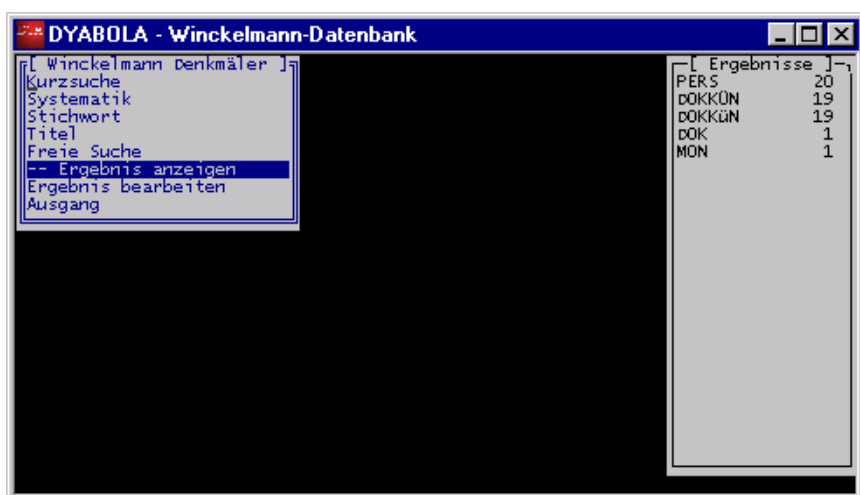 DYABOLA - Winckelmann-Datenbank
[ Winckelmann Denkmäler ]
Kurzsuche
Systematik
Stichwort
Titel
Freie Suche
-- Ergebnis anzeigen
Ergebnis bearbeiten
Ausgang
[ Ergebnisse ]
PERS 20
DOKKÜN 19
DOKKüN 19
DOK 1
MON 1